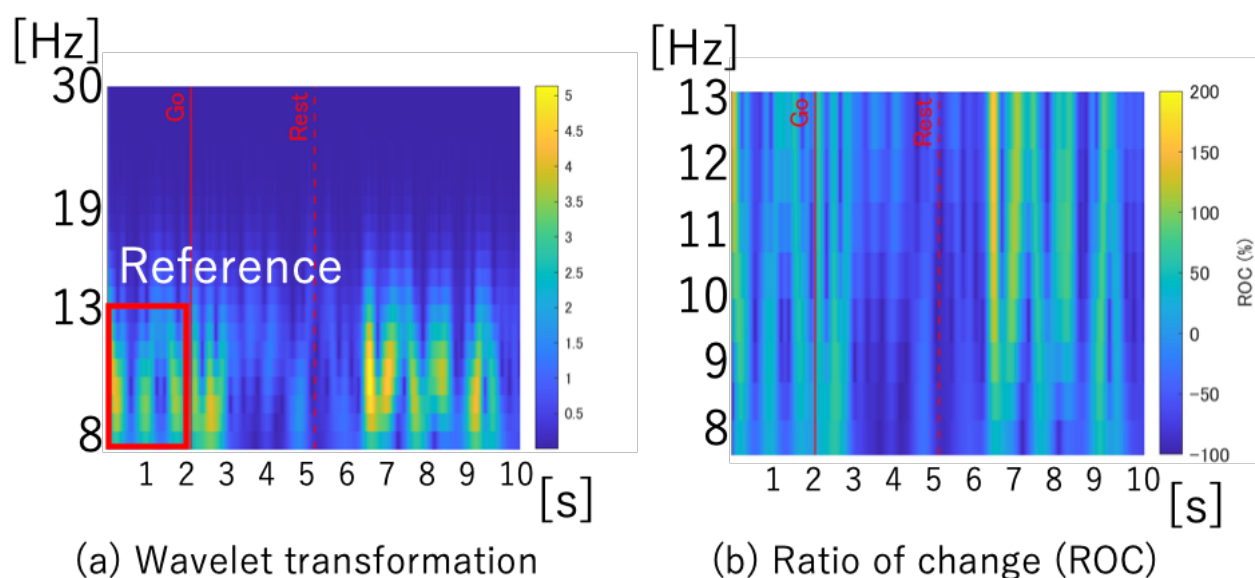 [Hz]
30
19
13
8
Go
Rest
Reference
1 2 3 4 5 6 7 8 9 10
[s]
5
4.5
4
3.5
3
2.5
2
1.5
1
0.5
(a) Wavelet transformation
[Hz]
13
12
11
10
9
8
Go
Rest
1 2 3 4 5 6 7 8 9 10
[s]
200
150
100
50
0
-50
-100
ROC (%)
(b) Ratio of change (ROC)